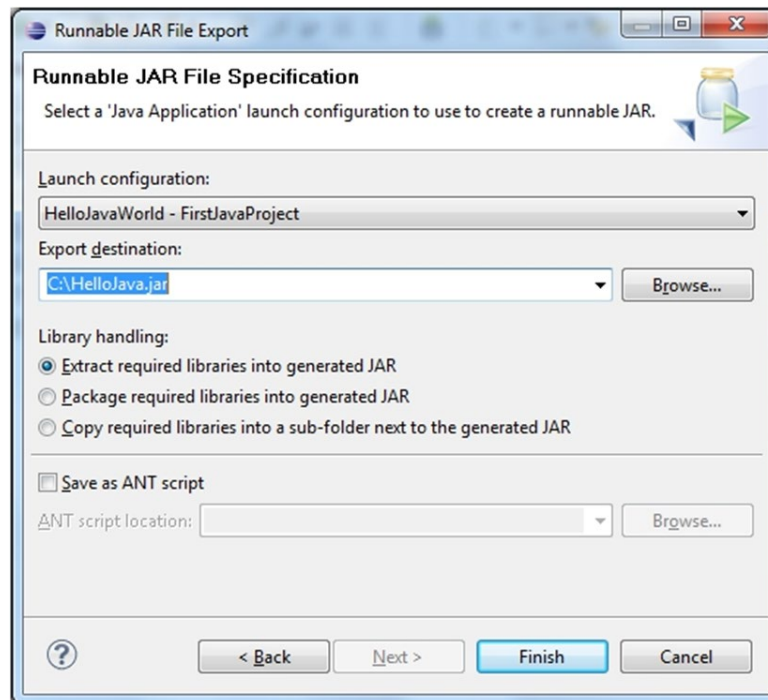 Runnable JAR File Export
Runnable JAR File Specification
Select a 'Java Application' launch configuration to use to create a runnable JAR.
Launch configuration:
HelloJavaWorld - FirstJavaProject
Export destination:
C:\HelloJava.jar
Browse...
Library handling:
Extract required libraries into generated JAR
Package required libraries into generated JAR
Copy required libraries into a sub-folder next to the generated JAR
Save as ANT script
ANT script location:
Browse...
?
< Back
Next >
Finish
Cancel